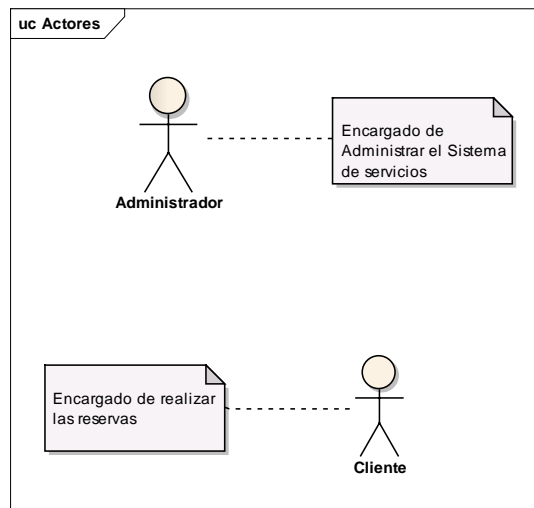 uc Actores
Encargado de
Administrar el Sistema
de servicios
Administrador
Encargado de realizar
las reservas
Cliente